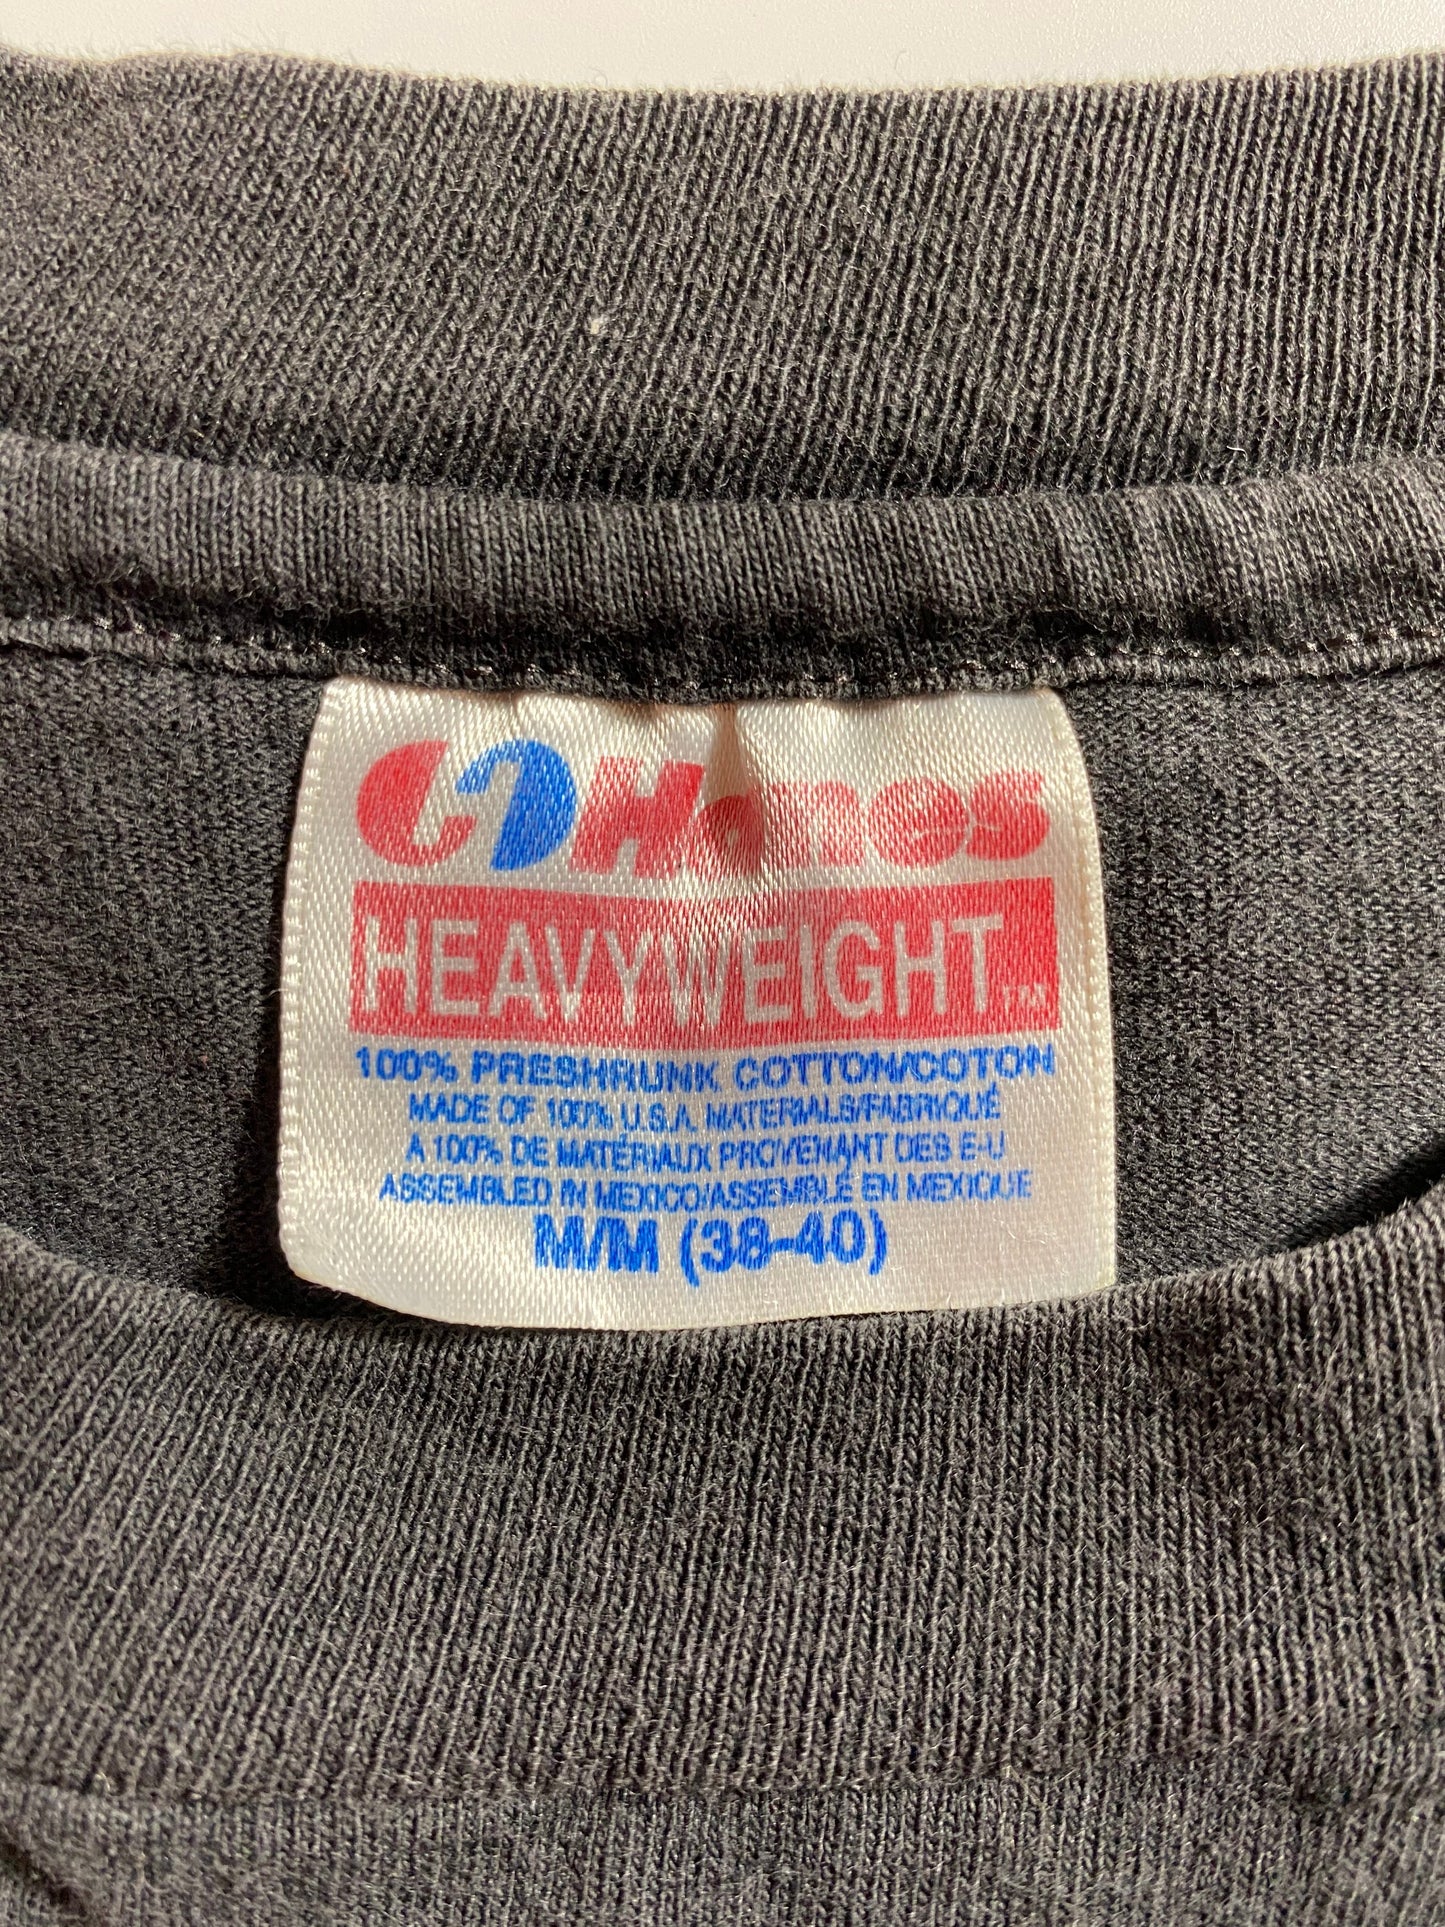 Hanes
HEAVYWEIGHT™
100% PRESHRUNK COTTON/COTON
MADE OF 100% U.S.A. MATERIALS/FABRIQUÉ
A 100% DE MATÉRIAUX PROVENANT DES E-U
ASSEMBLED IN MEXICO/ASSEMBLÉ EN MEXIQUE
M/M (38-40)